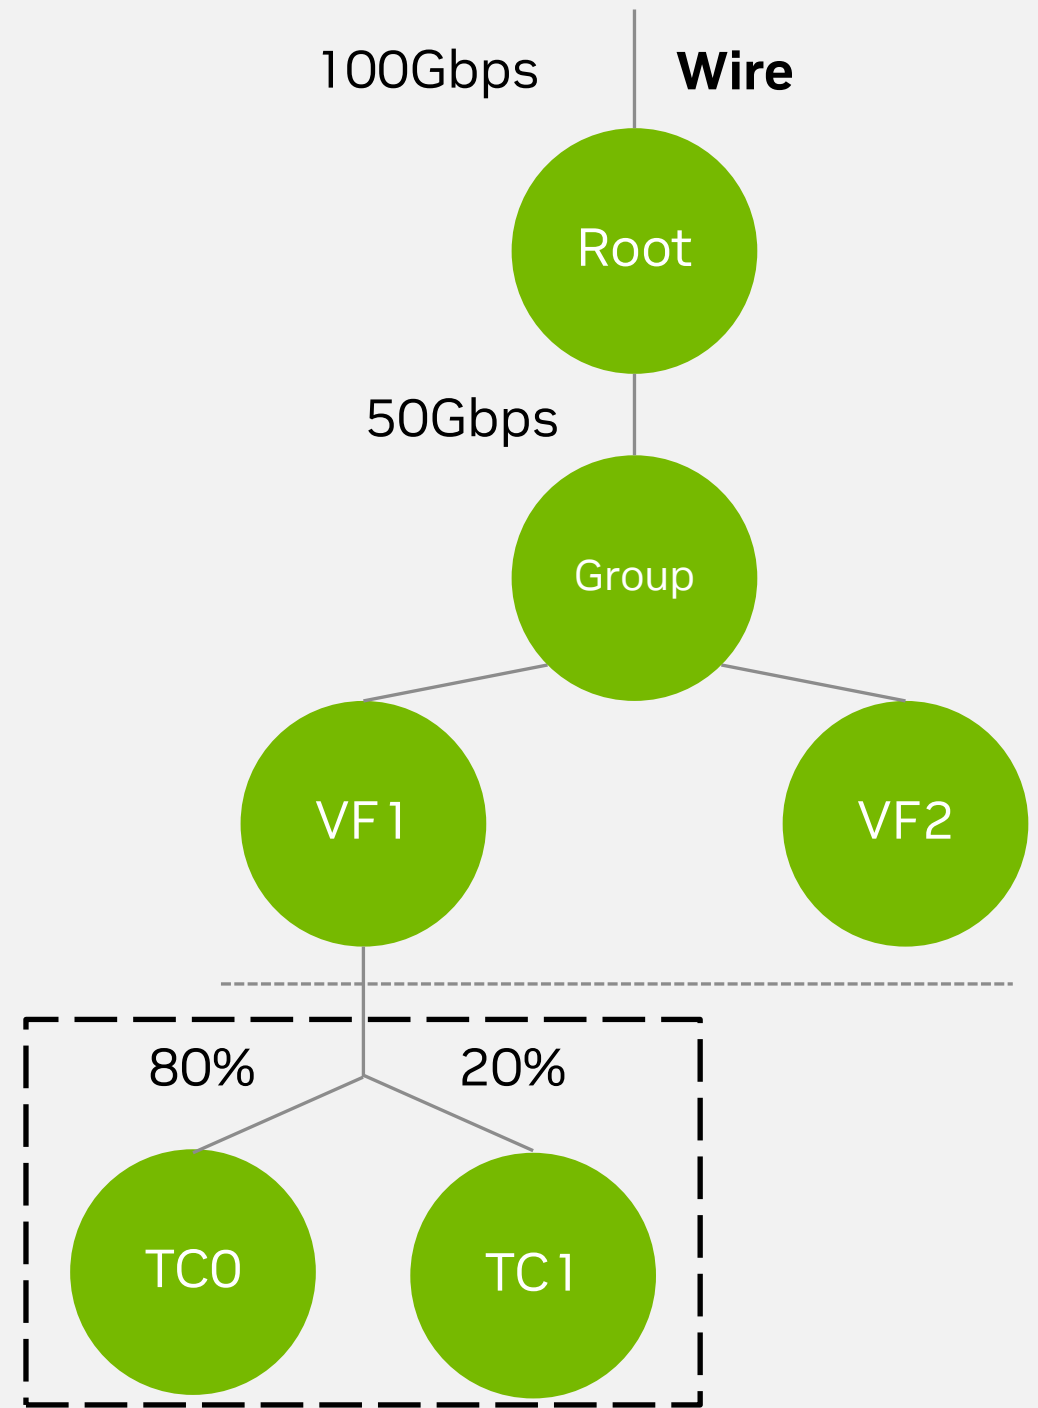 100Gbps
Wire
Root
50Gbps
Group
VF1
VF2
80%
20%
TC0
TC1